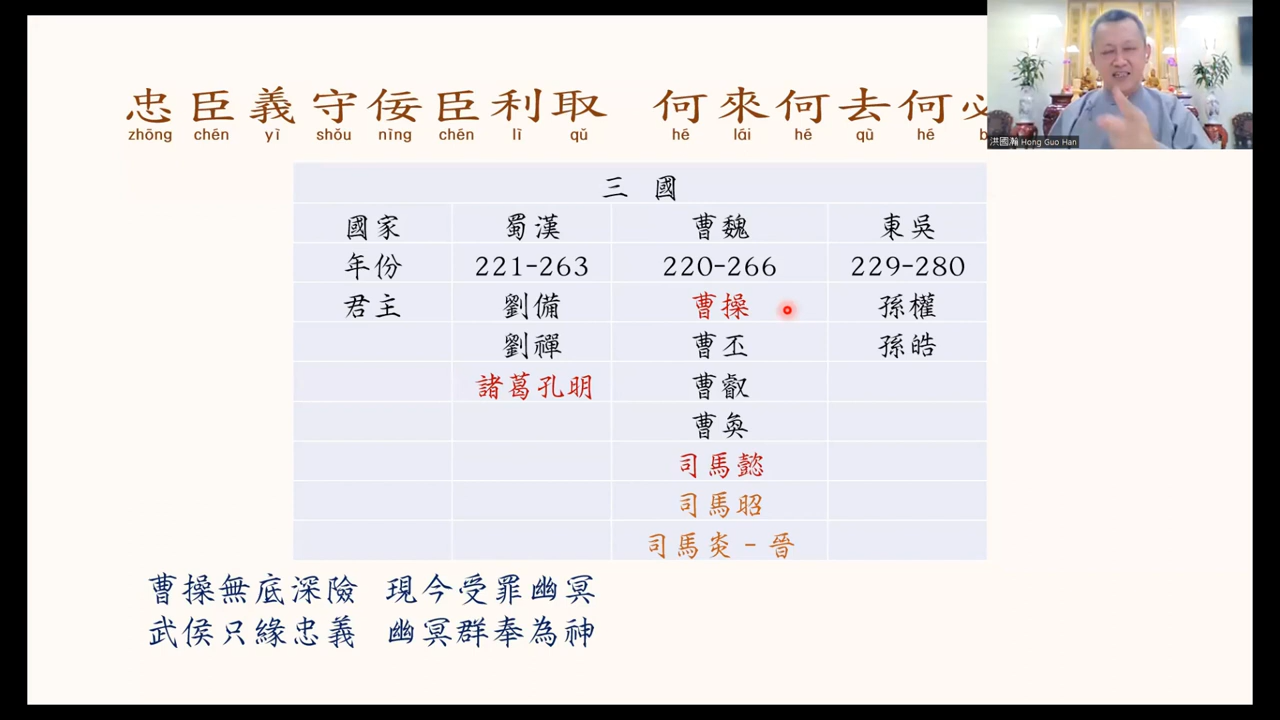 忠臣義守佞臣利取 何來何去何必
zhōng chén yì shǒu nìng chén lì qǔ hé lái hé qù hé b
洪國瀚 Hong Guo Han
三 國
國家 蜀漢 曹魏 東吳
年份 221-263 220-266 229-280
君主 劉備 曹操 孫權
劉禪 曹丕 孫皓
諸葛孔明 曹叡
曹奐
司馬懿
司馬昭
司馬炎 - 晉
曹操無底深險 現今受罪幽冥
武侯只緣忠義 幽冥群奉為神